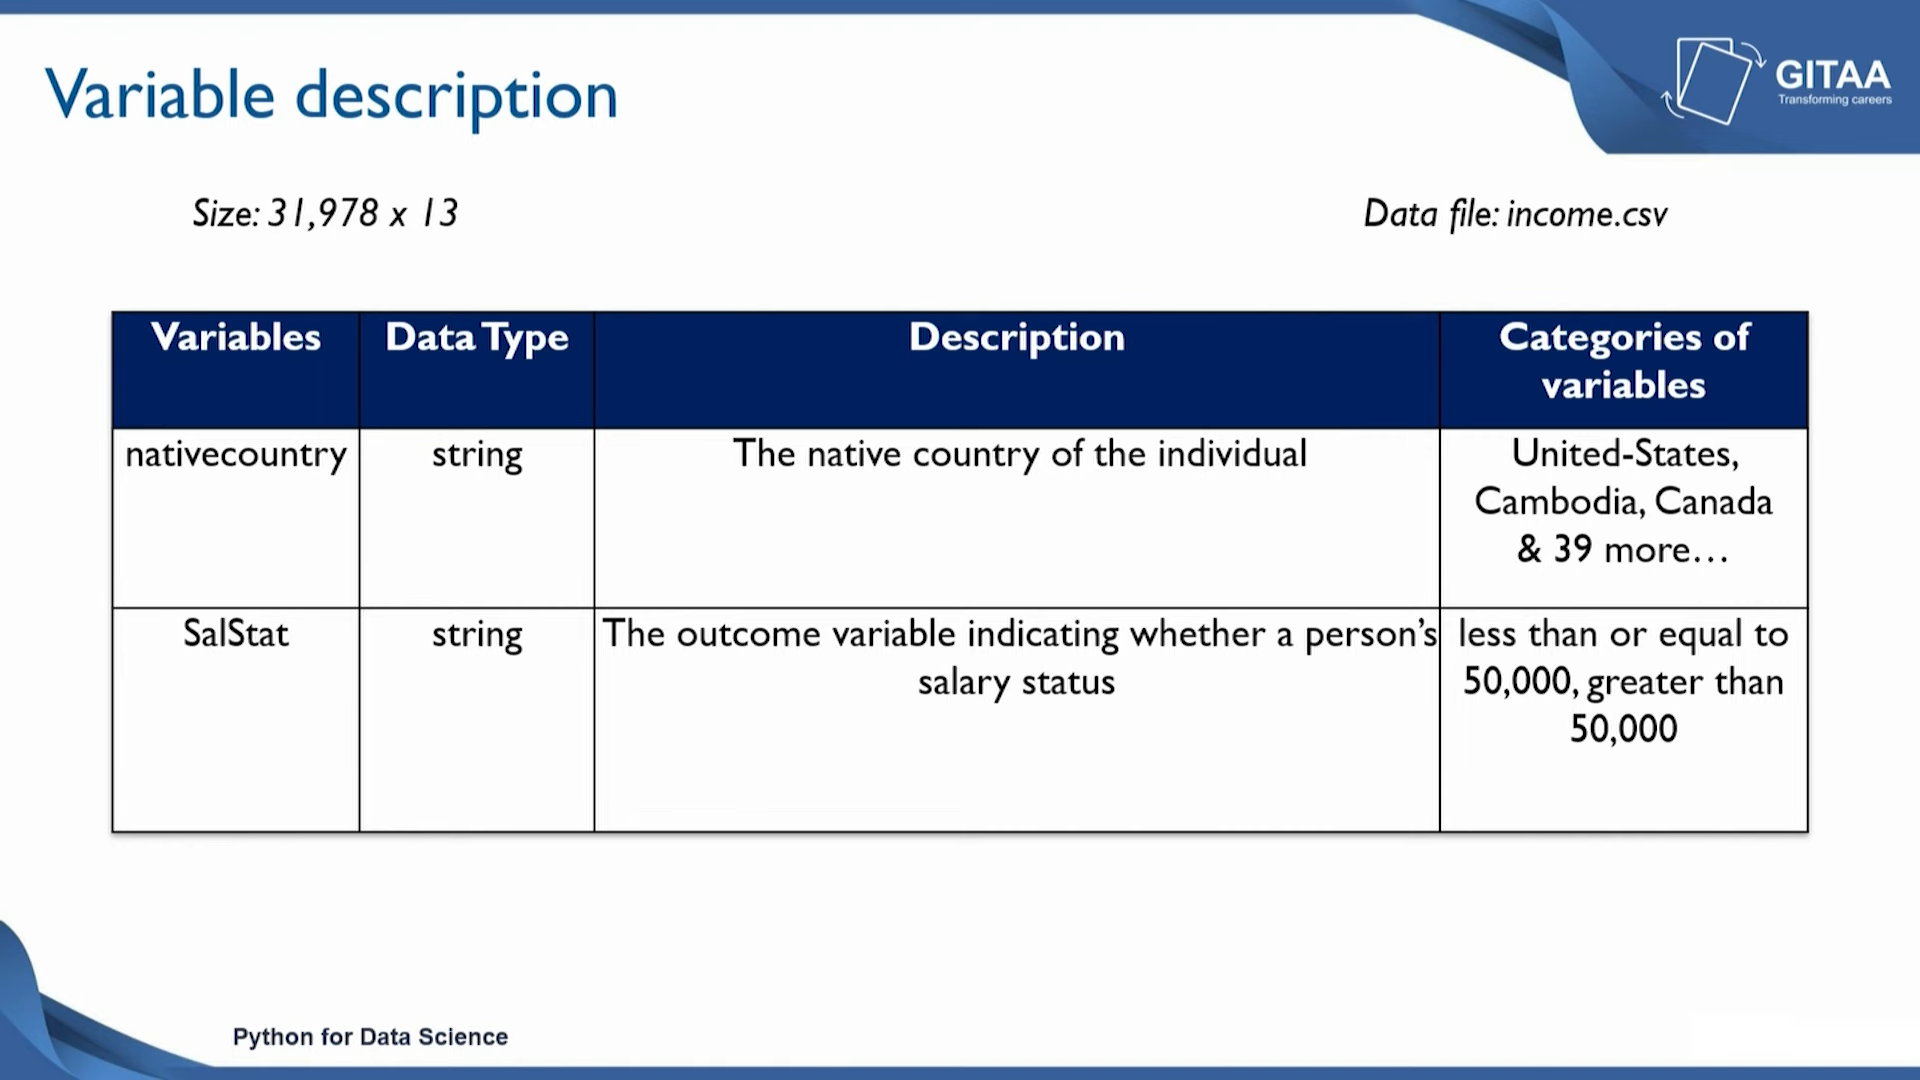 Variable description
GITAA
Transforming careers
Size: 31,978 x 13
Data file: income.csv
Variables
Data Type
Description
Categories of
variables
nativecountry
string
The native country of the individual
United-States,
Cambodia, Canada
& 39 more…
SalStat
string
The outcome variable indicating whether a person’s
salary status
less than or equal to
50,000, greater than
50,000
Python for Data Science